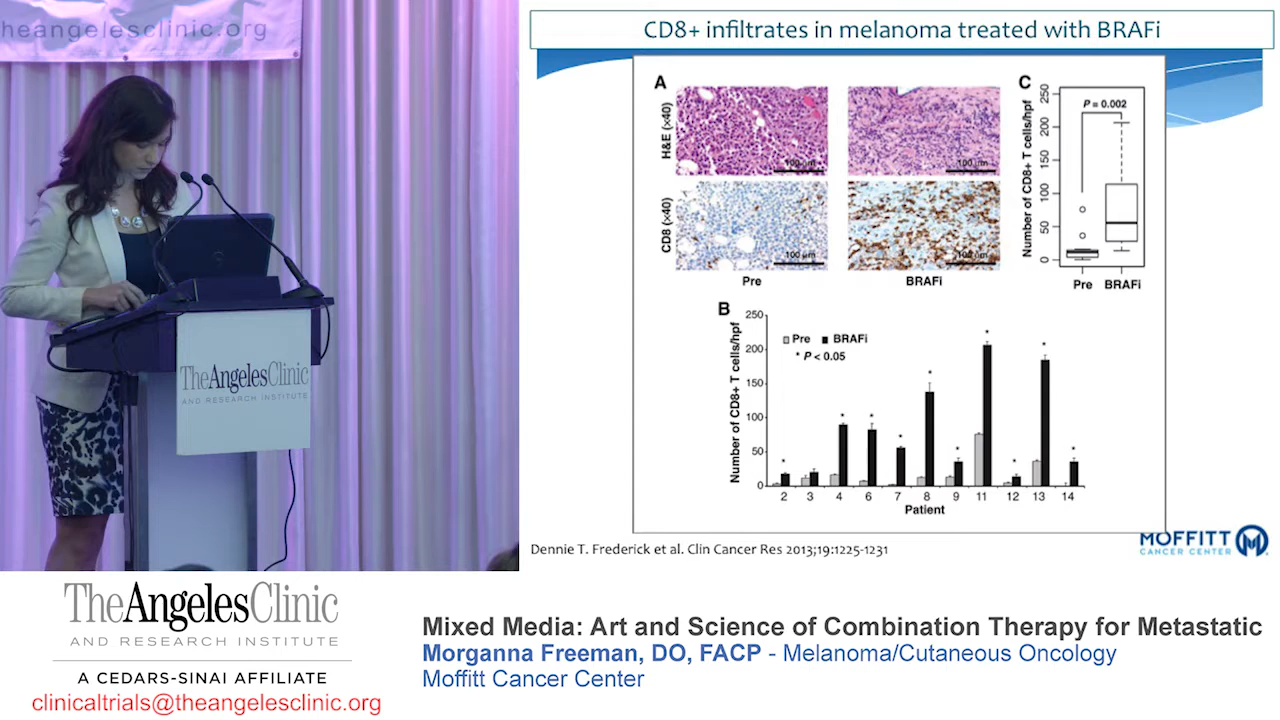 heangelesclinic.org
TheAngelesClinic
AND RESEARCH INSTITUTE
CD8+ infiltrates in melanoma treated with BRAFi
A
H&E (×40)
100 µm
100 µm
CD8 (×40)
100 µm
100 µm
Pre
BRAFi
C
Number of CD8+ T cells/hpf
250
200
150
100
50
0
P = 0.002
Pre
BRAFi
B
Number of CD8+ T cells/hpf
250
200
150
100
50
0
Pre BRAFi
* P < 0.05
* * * * * * * * * *
2 3 4 6 7 8 9 11 12 13 14
Patient
Dennie T. Frederick et al. Clin Cancer Res 2013;19:1225-1231
MOFFITT
CANCER CENTER
M
TheAngelesClinic
AND RESEARCH INSTITUTE
A CEDARS-SINAI AFFILIATE
clinicaltrials@theangelesclinic.org
Mixed Media: Art and Science of Combination Therapy for Metastatic
Morganna Freeman, DO, FACP - Melanoma/Cutaneous Oncology
Moffitt Cancer Center